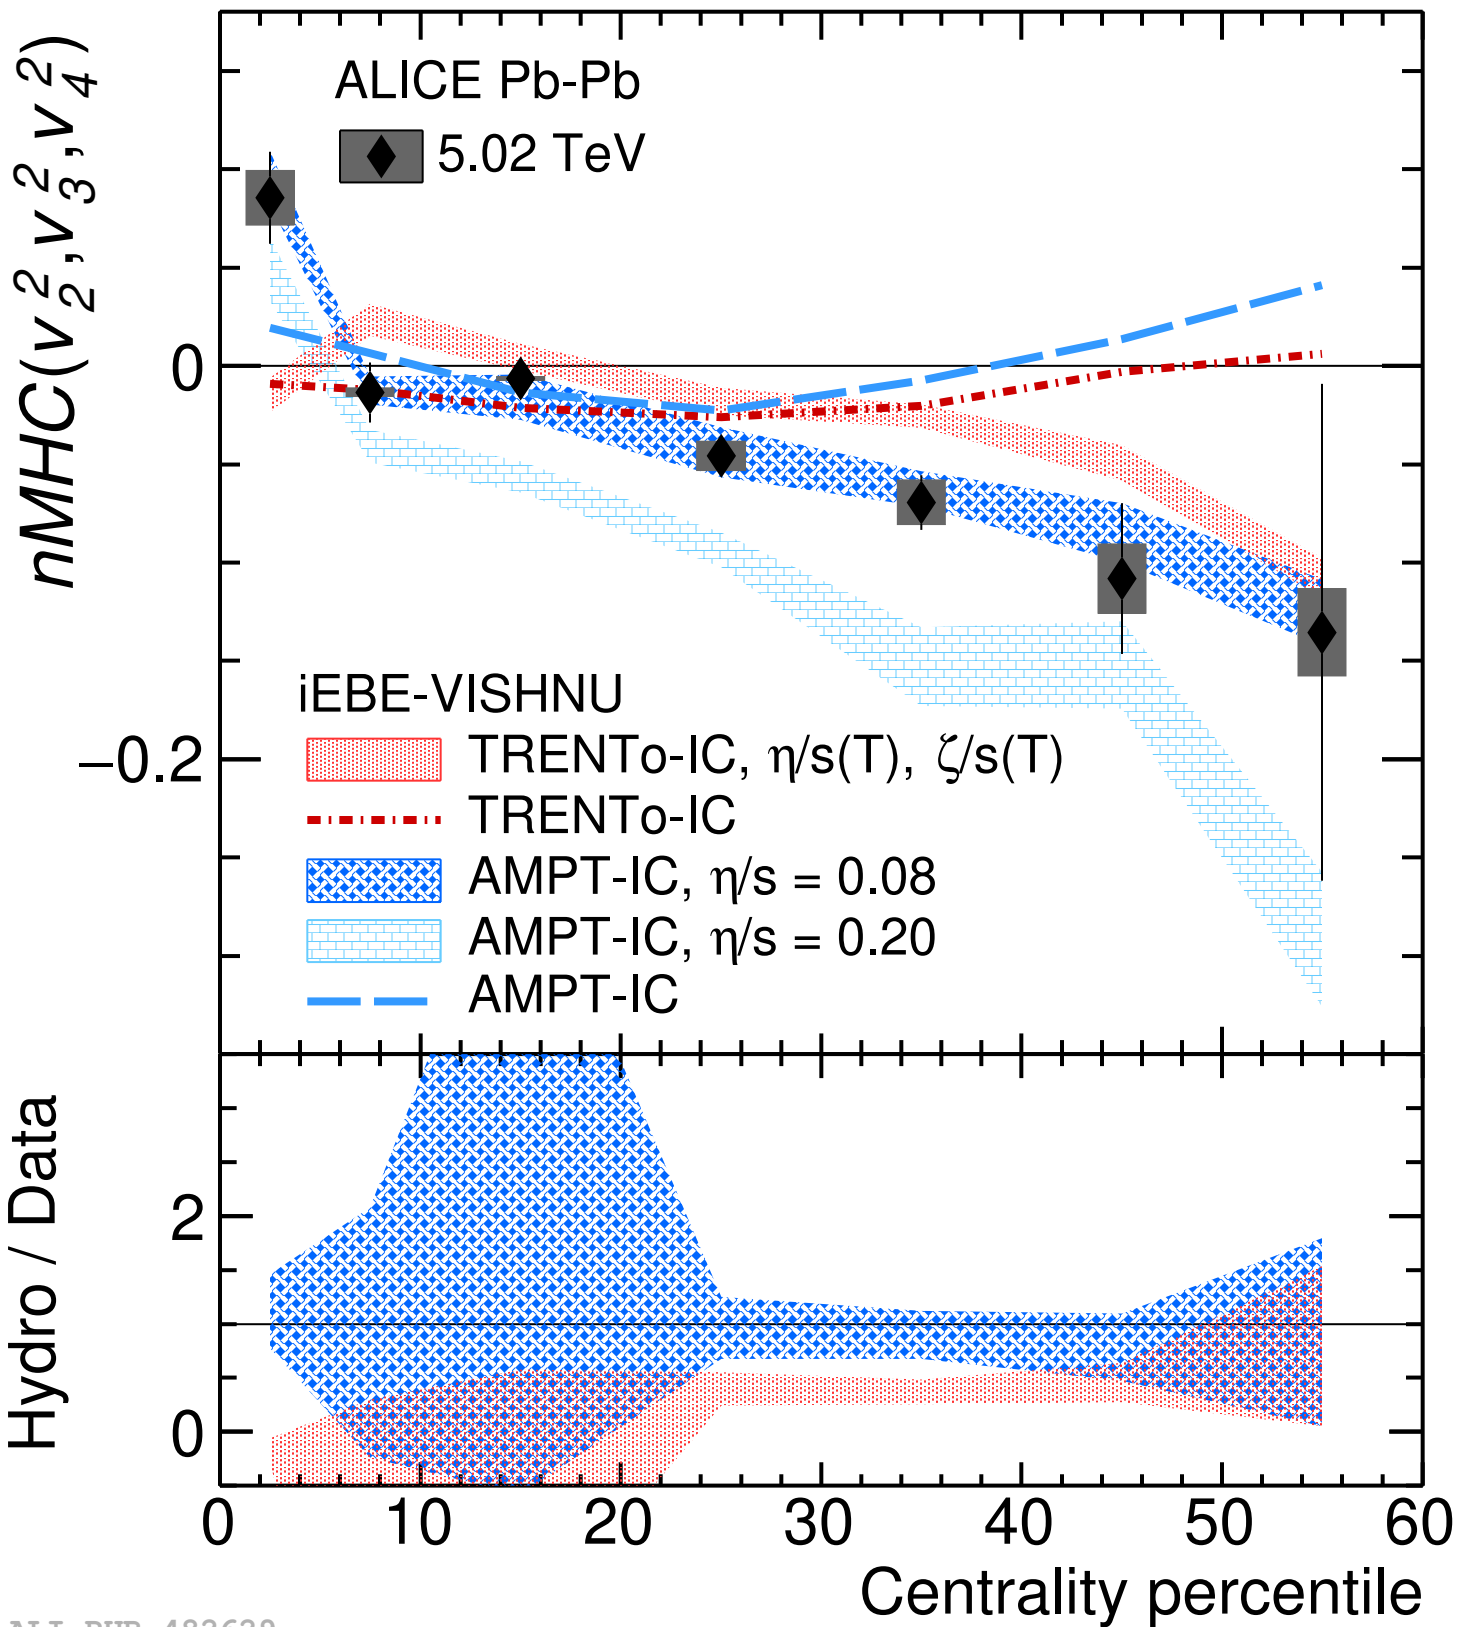 nMHC(v₂²,v₃²,v₄²)
ALICE Pb-Pb
5.02 TeV
0
−0.2
iEBE-VISHNU
TRENTo-IC, η/s(T), ζ/s(T)
TRENTo-IC
AMPT-IC, η/s = 0.08
AMPT-IC, η/s = 0.20
AMPT-IC
Hydro / Data
2
0
0 10 20 30 40 50 60
Centrality percentile